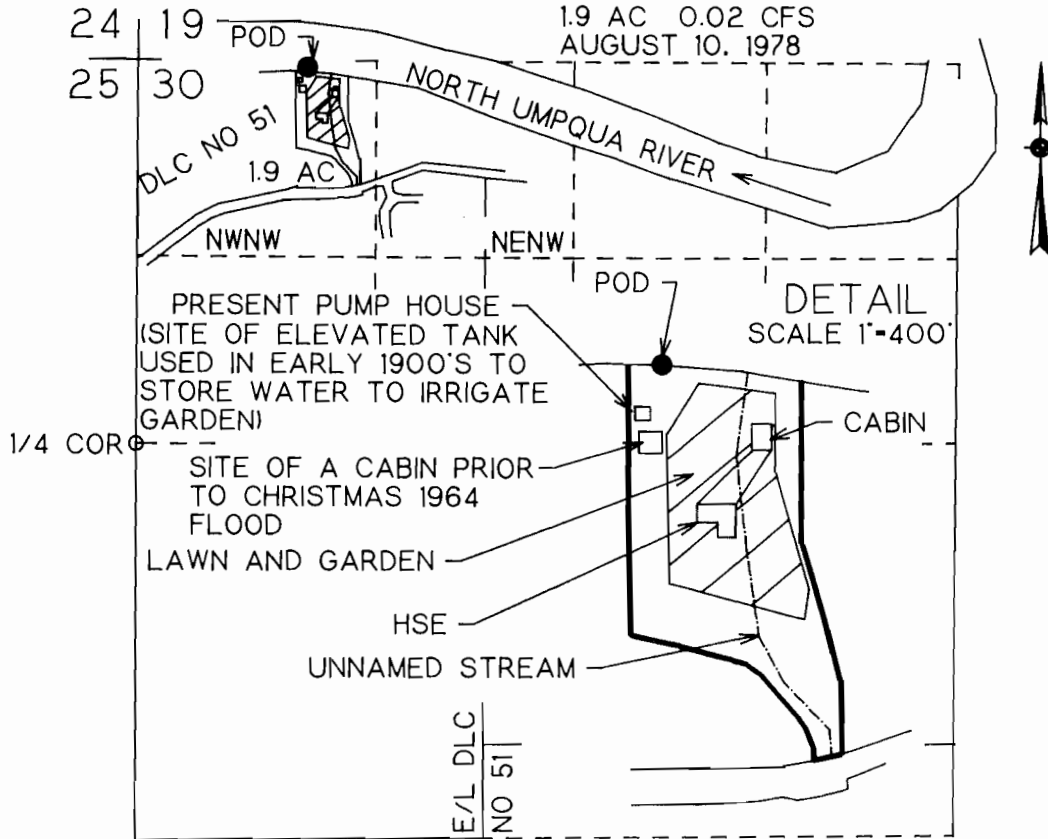 24 19
25 30
POD
1.9 AC 0.02 CFS
AUGUST 10. 1978
NORTH UMPQUA RIVER
DLC NO 51
1.9 AC
NWNW
NENW
POD
DETAIL
SCALE 1"-400'
PRESENT PUMP HOUSE
(SITE OF ELEVATED TANK
USED IN EARLY 1900'S TO
STORE WATER TO IRRIGATE
GARDEN)
1/4 COR
SITE OF A CABIN PRIOR
TO CHRISTMAS 1964
FLOOD
CABIN
LAWN AND GARDEN
HSE
UNNAMED STREAM
E/L DLC
NO 51